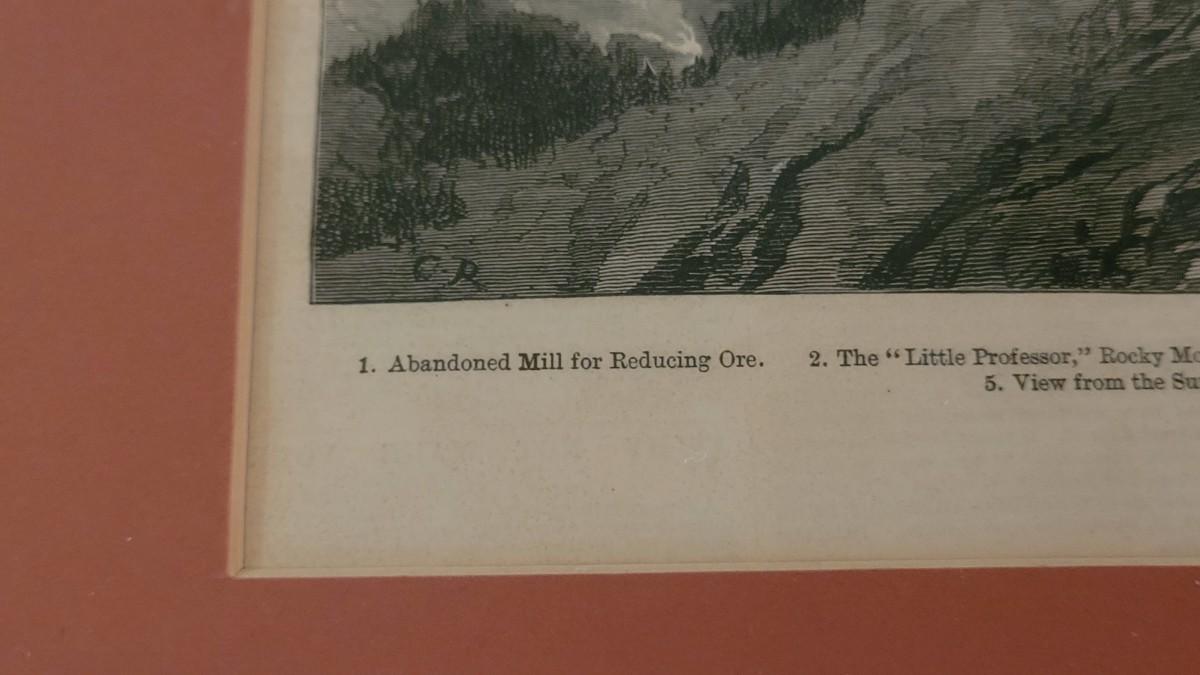 C. R
1. Abandoned Mill for Reducing Ore. 2. The “Little Professor,” Rocky
5. View from the